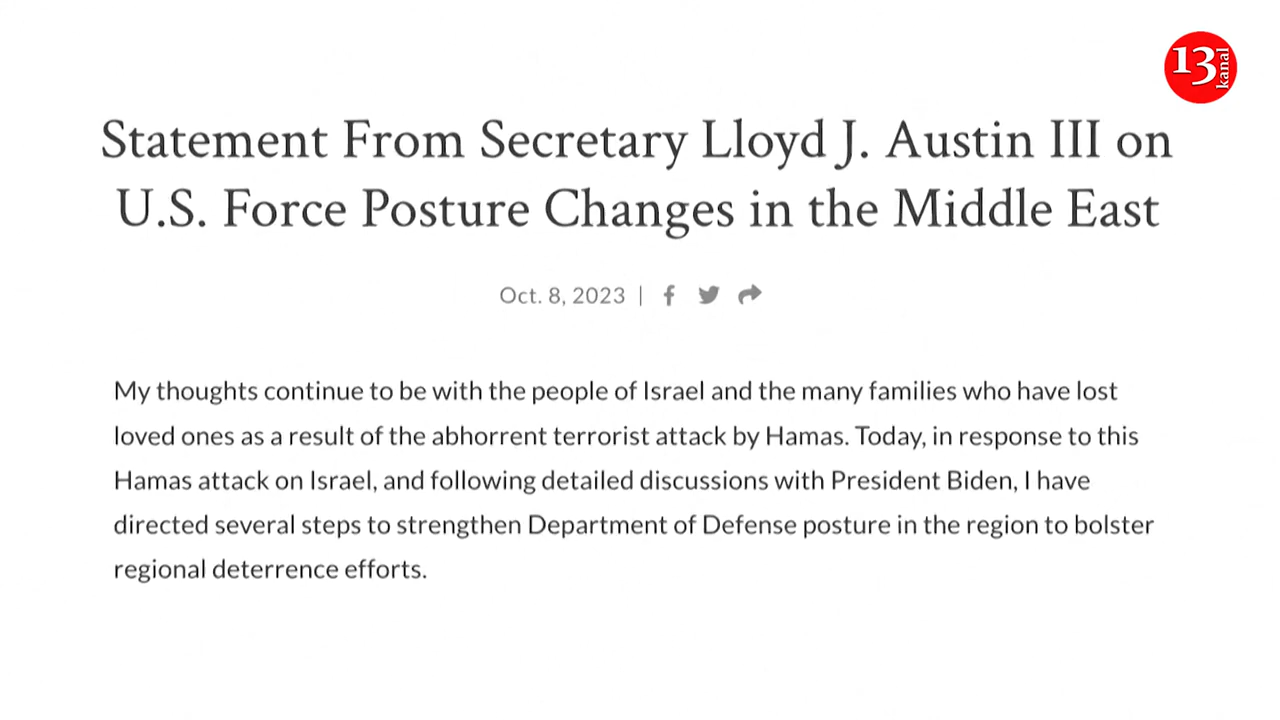 13 kanal
Statement From Secretary Lloyd J. Austin III on
U.S. Force Posture Changes in the Middle East
Oct. 8, 2023 |
My thoughts continue to be with the people of Israel and the many families who have lost
loved ones as a result of the abhorrent terrorist attack by Hamas. Today, in response to this
Hamas attack on Israel, and following detailed discussions with President Biden, I have
directed several steps to strengthen Department of Defense posture in the region to bolster
regional deterrence efforts.